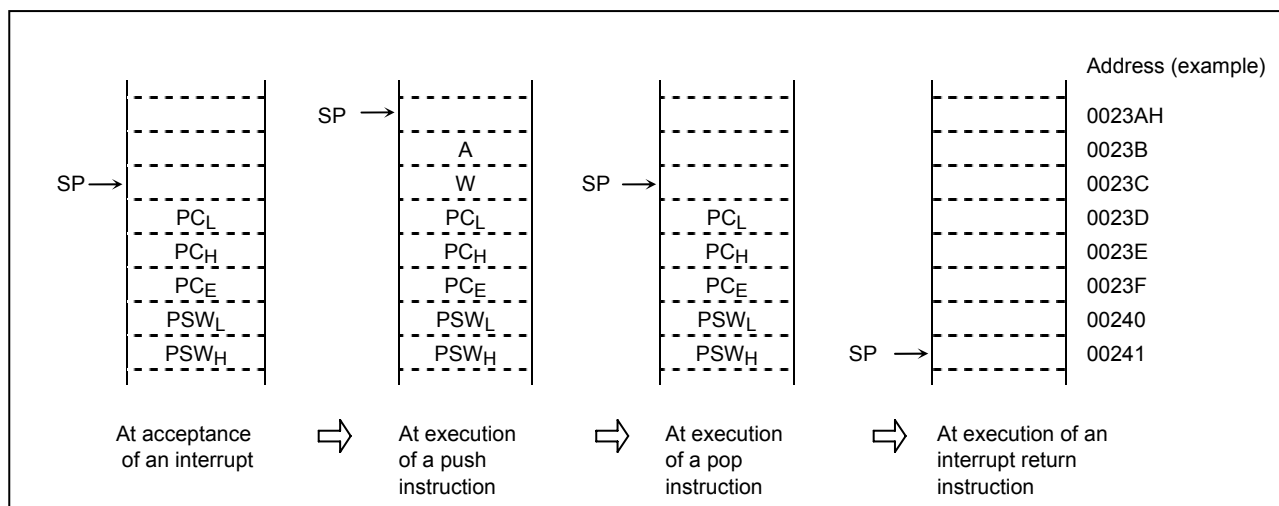 Address (example)
SP
0023AH
A
0023B
SP
W
SP
0023C
PCL
PCL
PCL
0023D
PCH
PCH
PCH
0023E
PCE
PCE
PCE
0023F
PSWL
PSWL
PSWL
00240
PSWH
PSWH
PSWH
SP
00241
At acceptance
of an interrupt
At execution
of a push
instruction
At execution
of a pop
instruction
At execution of an
interrupt return
instruction